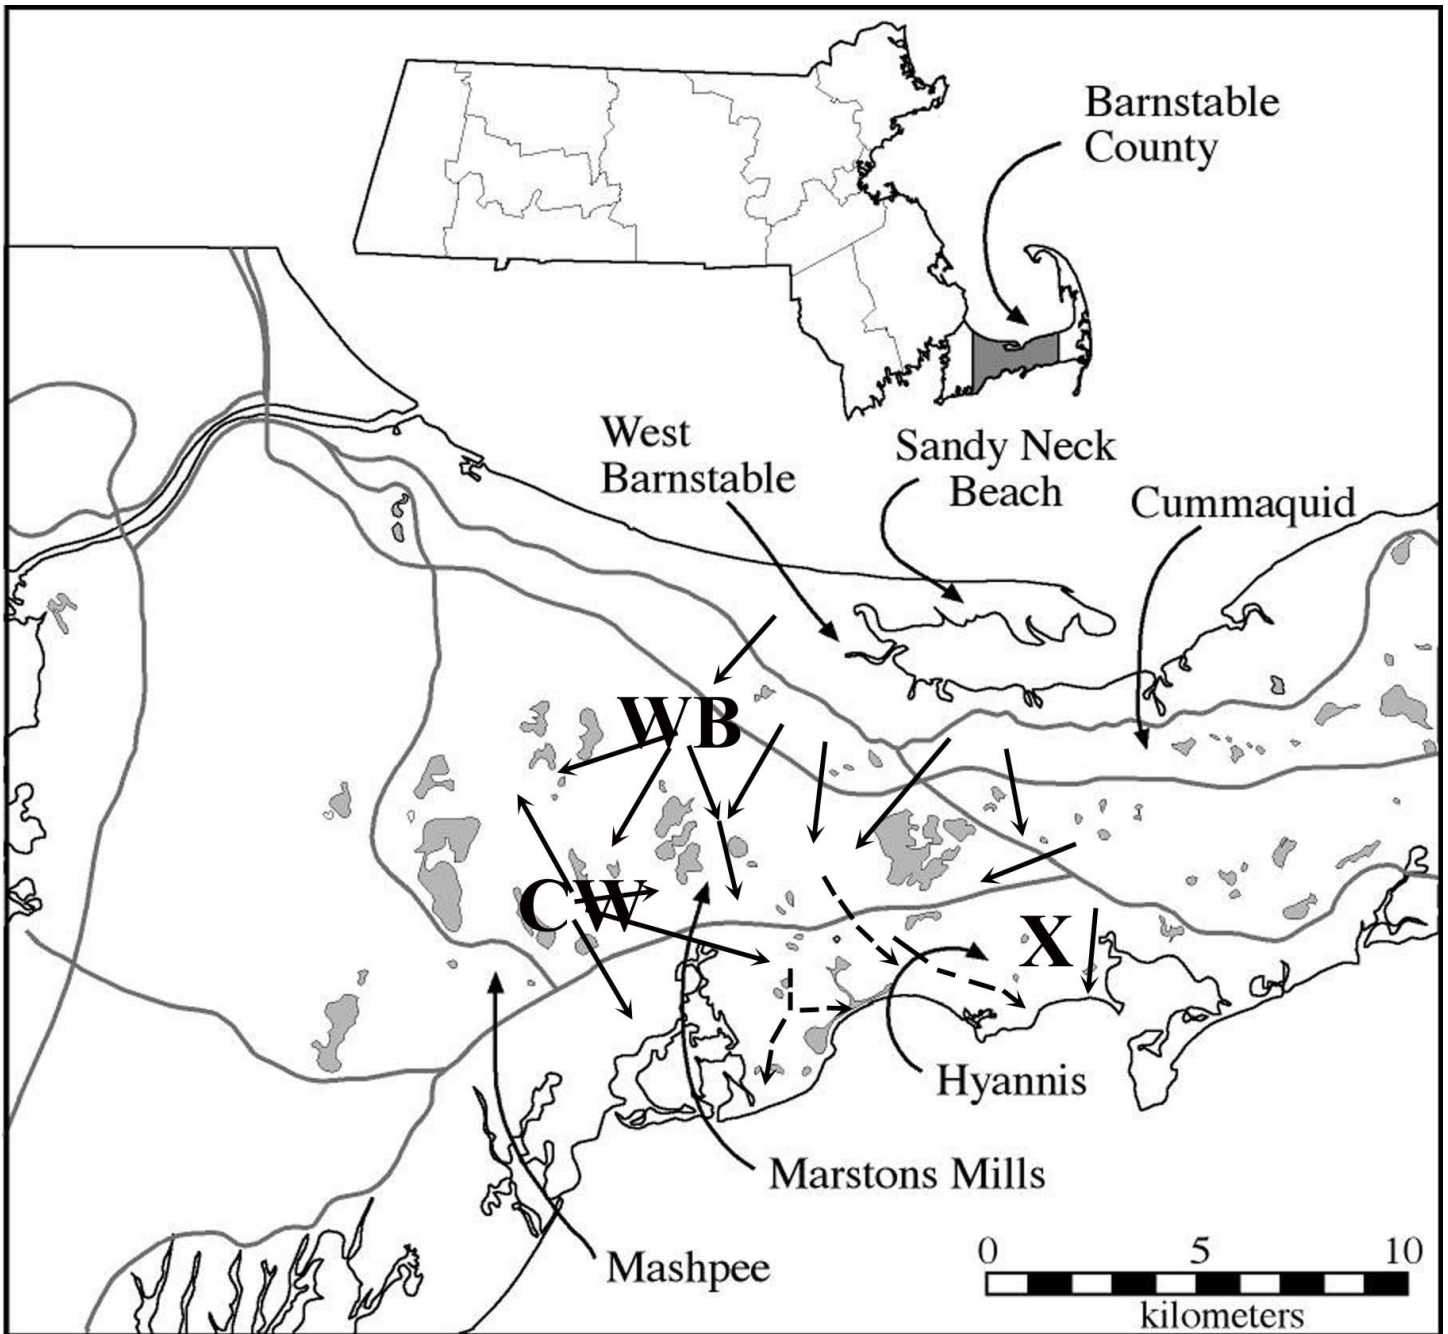 Barnstable
County
West
Barnstable
Sandy Neck
Beach
Cummaquid
WB
CW
X
Hyannis
Marstons Mills
Mashpee
0 5 10
kilometers